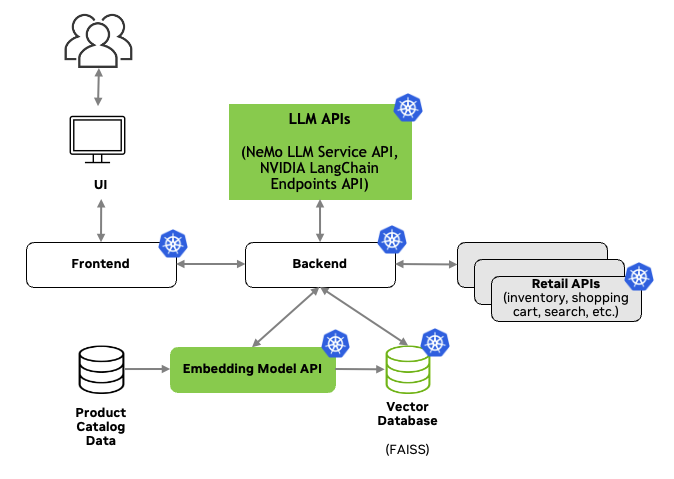 LLM APIs
(NeMo LLM Service API,
NVIDIA LangChain
Endpoints API)
UI
Frontend
Backend
Retail APIs
(inventory, shopping
cart, search, etc.)
Embedding Model API
Product
Catalog
Data
Vector
Database
(FAISS)